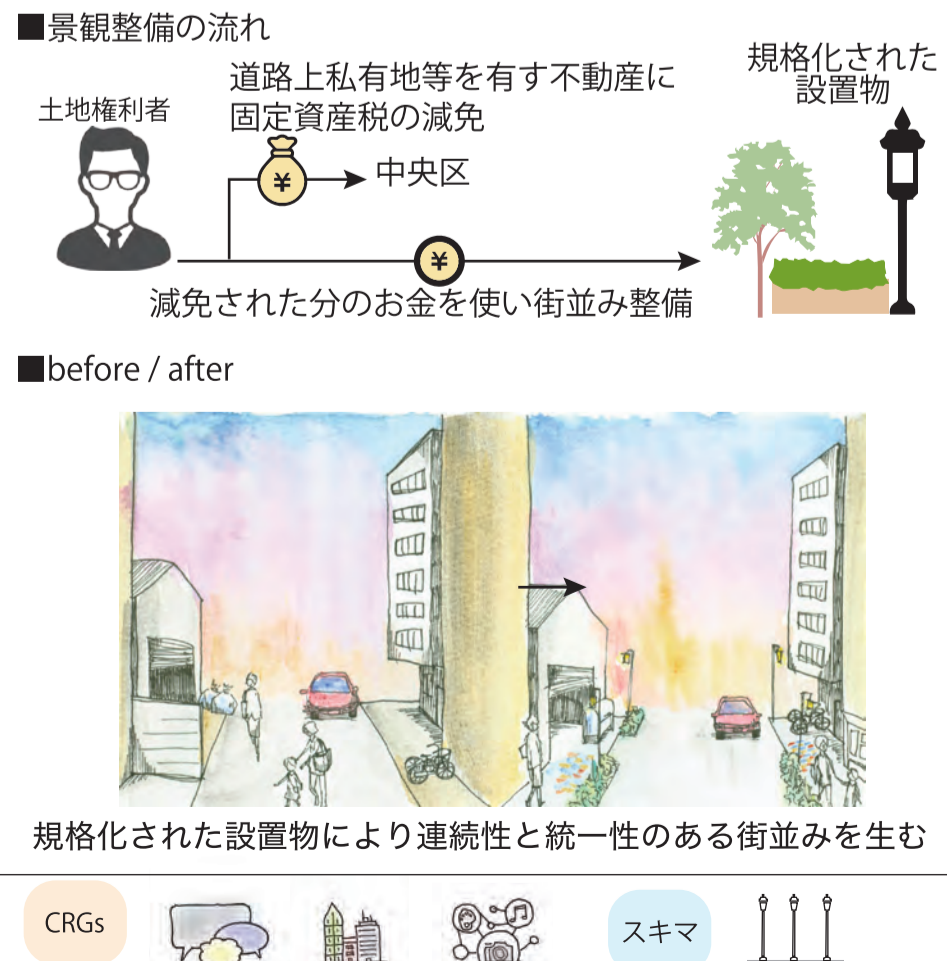 ■景観整備の流れ
道路上私有地等を有す不動産に
固定資産税の減免
規格化された
設置物
土地権利者
¥
中央区
¥
減免された分のお金を使い街並み整備
■before / after
規格化された設置物により連続性と統一性のある街並みを生む
CRGs
スキマ